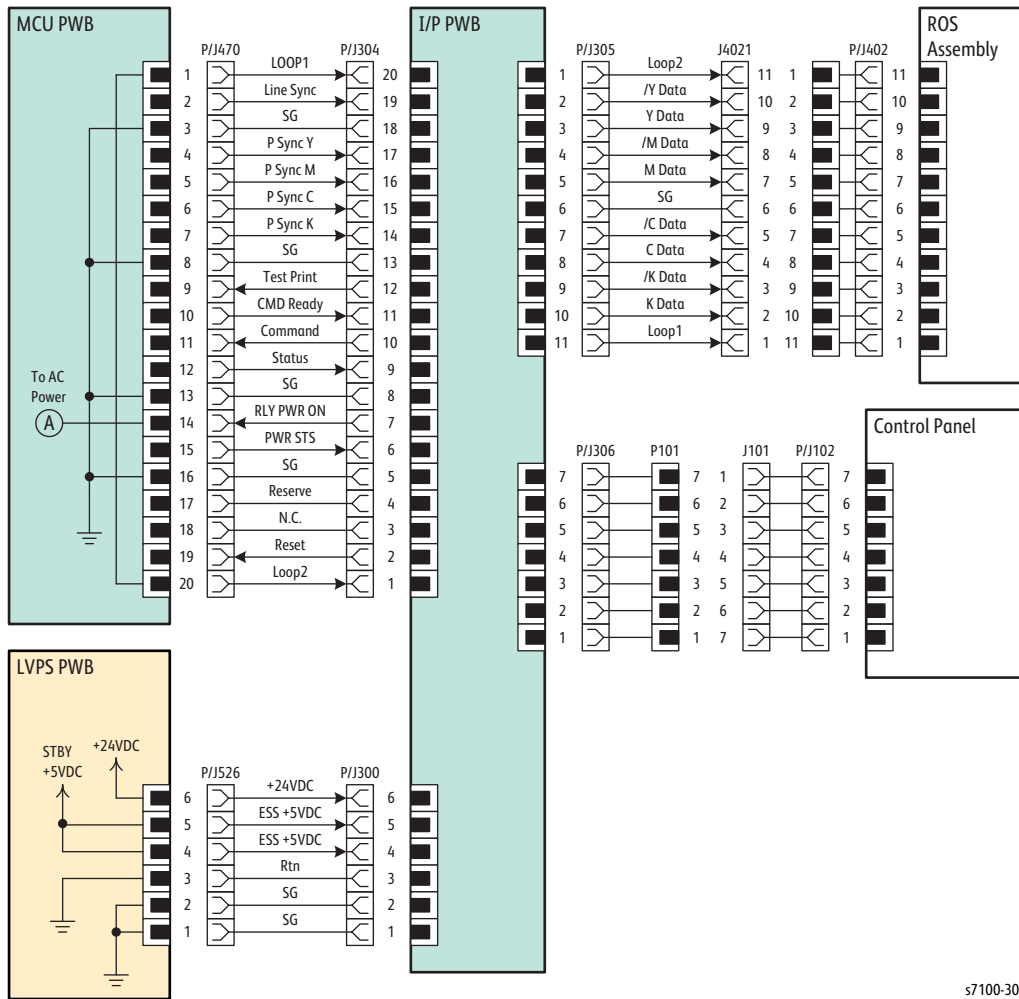 MCU PWB
I/P PWB
ROS
Assembly
P/J470
P/J304
P/J305
J4021
P/J402
1 LOOP1 20
2 Line Sync 19
3 SG 18
4 P Sync Y 17
5 P Sync M 16
6 P Sync C 15
7 P Sync K 14
8 SG 13
9 Test Print 12
10 CMD Ready 11
11 Command 10
12 Status 9
13 SG 8
14 RLY PWR ON 7
15 PWR STS 6
16 SG 5
17 Reserve 4
18 N.C. 3
19 Reset 2
20 Loop2 1
To AC
Power
A
1 Loop2 11 1 11
2 /Y Data 10 2 10
3 Y Data 9 3 9
4 /M Data 8 4 8
5 M Data 7 5 7
6 SG 6 6 6
7 /C Data 5 7 5
8 C Data 4 8 4
9 /K Data 3 9 3
10 K Data 2 10 2
11 Loop1 1 11 1
Control Panel
P/J306 P101 J101 P/J102
7 7 1 7
6 6 2 6
5 5 3 5
4 4 4 4
3 3 5 3
2 2 6 2
1 1 7 1
LVPS PWB
STBY
+5VDC
+24VDC
P/J526
P/J300
6 +24VDC 6
5 ESS +5VDC 5
4 ESS +5VDC 4
3 Rtn 3
2 SG 2
1 SG 1
s7100-30